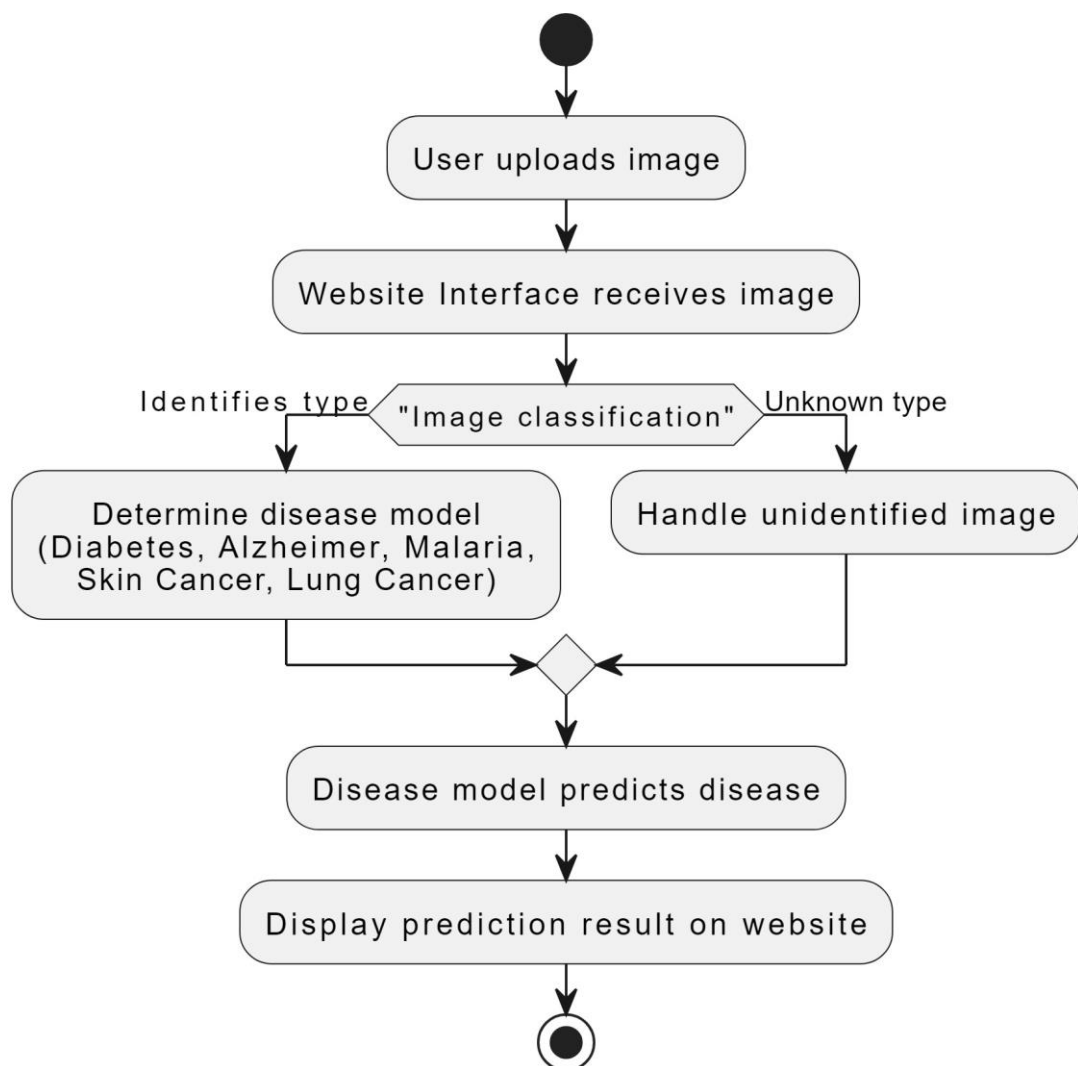 User uploads image
Website Interface receives image
Identifies type
"Image classification"
Unknown type
Determine disease model
(Diabetes, Alzheimer, Malaria,
Skin Cancer, Lung Cancer)
Handle unidentified image
Disease model predicts disease
Display prediction result on website